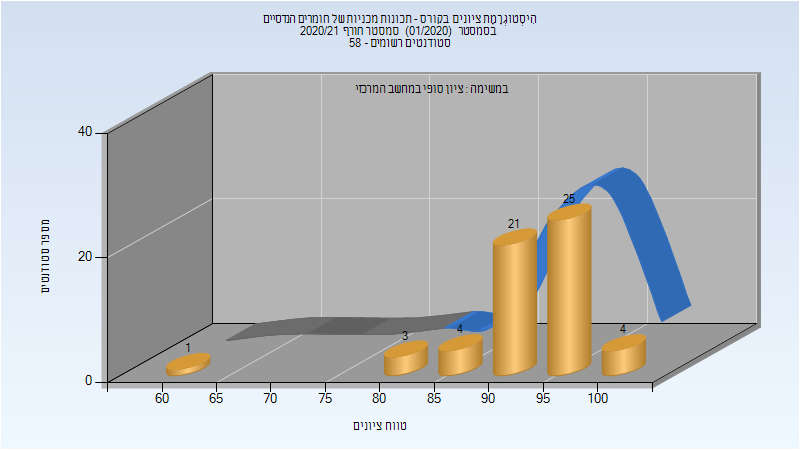 היסטוגרמת ציונים בקורס - תכונות מכניות של חומרים הנדסיים
בסמסטר (01/2020) סמסטר חורף 2020/21
סטודנטים רשומים - 58
במשימה : ציון סופי במחשב המרכזי
מספר סטודנטים
40
20
0
1
3
4
21
25
4
60 65 70 75 80 85 90 95 100
טווח ציונים